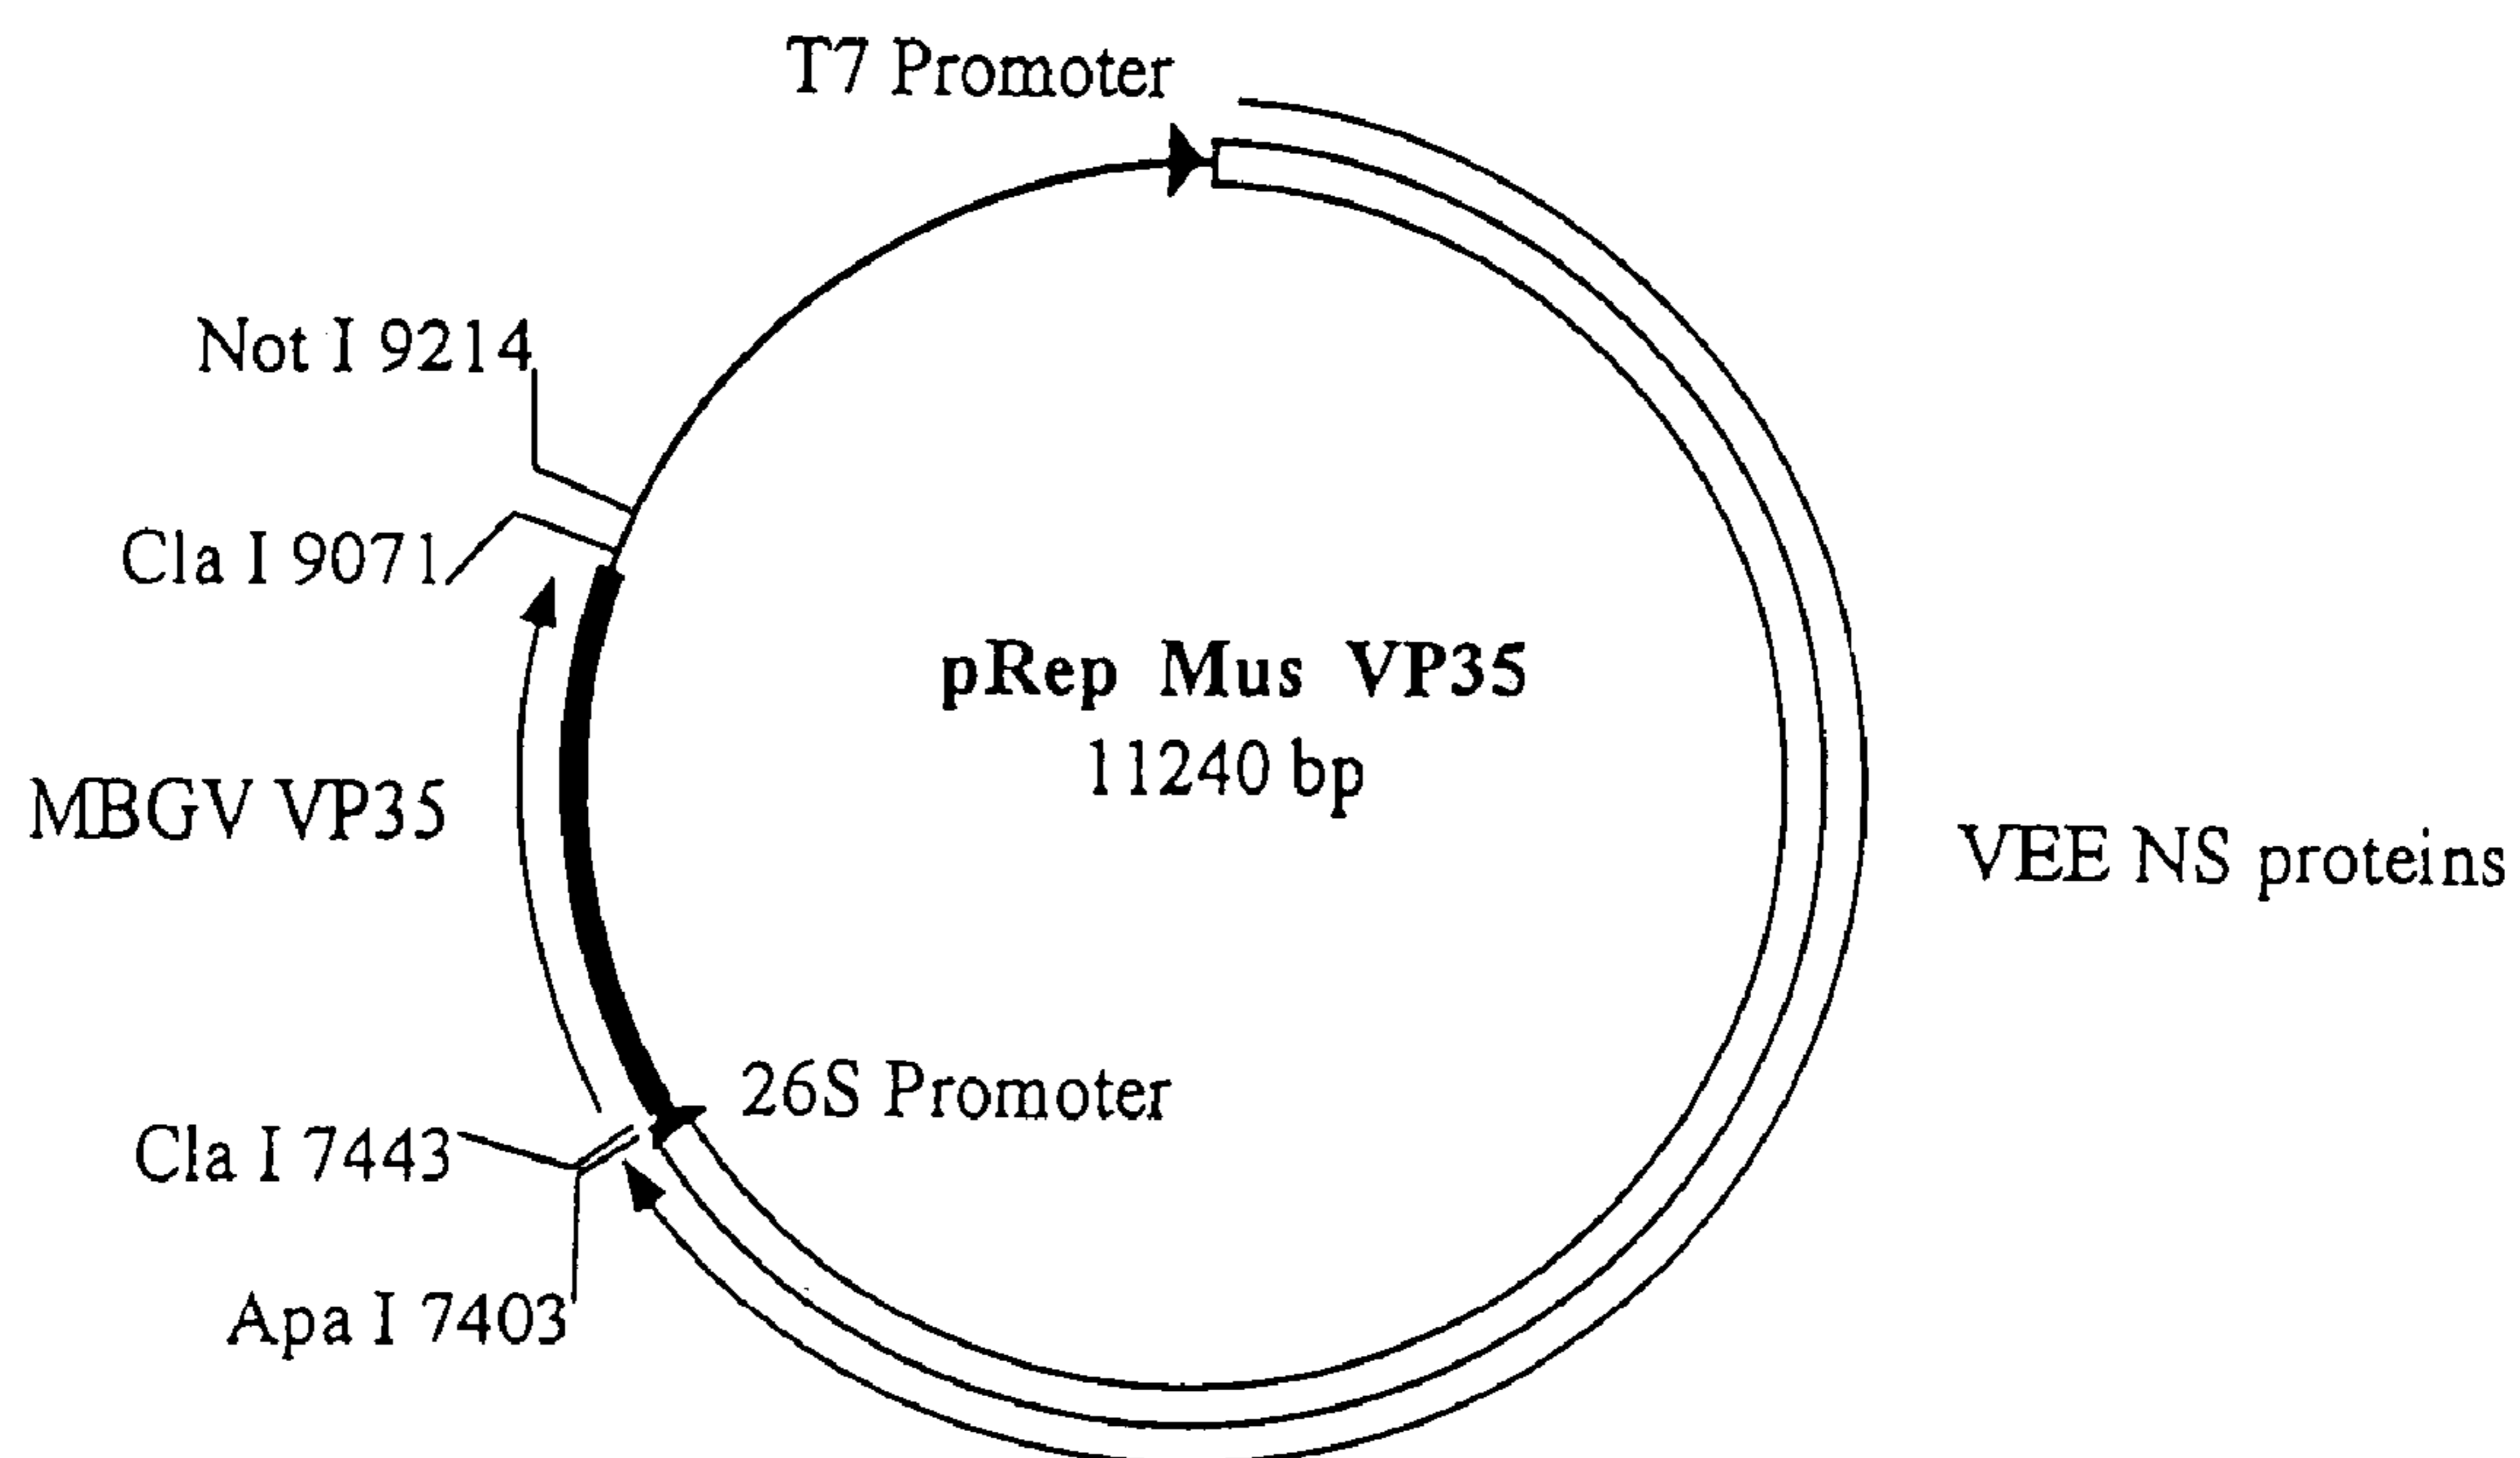 T7 Promoter
Not I 9214
Cla I 9071
pRep Mus VP35
11240 bp
MBGV VP35
VEE NS proteins
26S Promoter
Cla I 7443
Apa I 7403